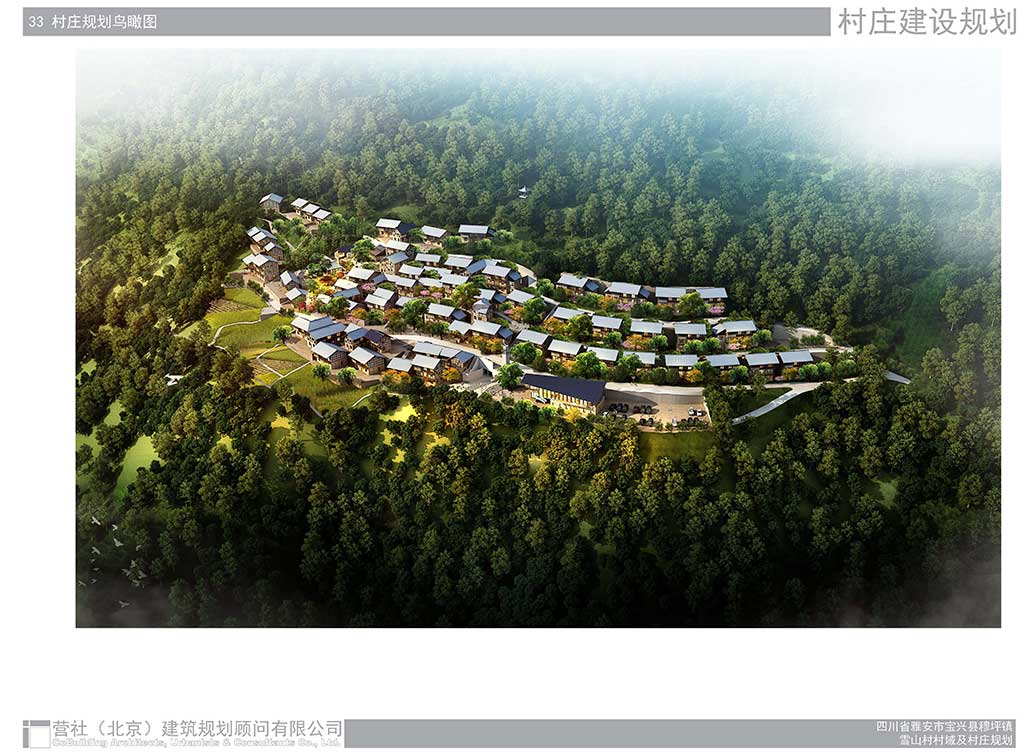 33 村庄规划鸟瞰图
村庄建设规划
营社（北京）建筑规划顾问有限公司
CoBuilding Architects, Urbanists & Consultants Co., Ltd.
四川省雅安市宝兴县穆坪镇
雪山村村域及村庄规划